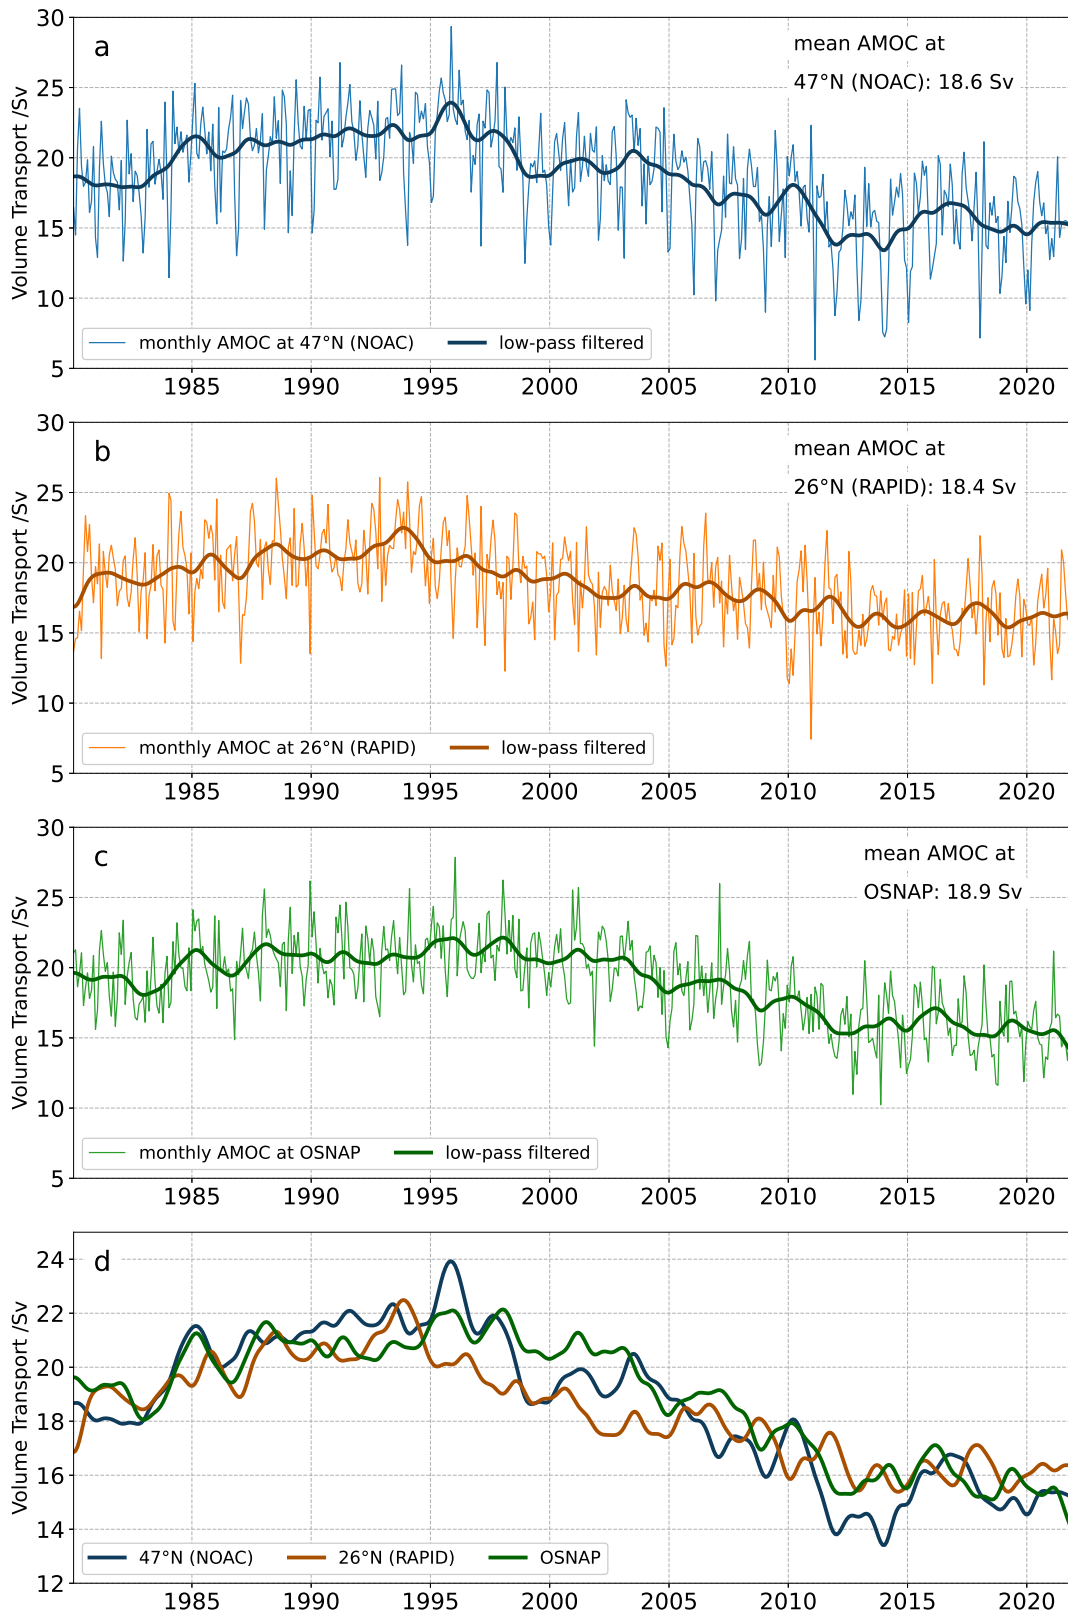 a
mean AMOC at
47°N (NOAC): 18.6 Sv
Volume Transport /Sv
30
25
20
15
10
5
monthly AMOC at 47°N (NOAC) low-pass filtered
1985 1990 1995 2000 2005 2010 2015 2020
b
mean AMOC at
26°N (RAPID): 18.4 Sv
Volume Transport /Sv
30
25
20
15
10
5
monthly AMOC at 26°N (RAPID) low-pass filtered
1985 1990 1995 2000 2005 2010 2015 2020
c
mean AMOC at
OSNAP: 18.9 Sv
Volume Transport /Sv
30
25
20
15
10
5
monthly AMOC at OSNAP low-pass filtered
1985 1990 1995 2000 2005 2010 2015 2020
d
Volume Transport /Sv
24
22
20
18
16
14
12
47°N (NOAC) 26°N (RAPID) OSNAP
1985 1990 1995 2000 2005 2010 2015 2020